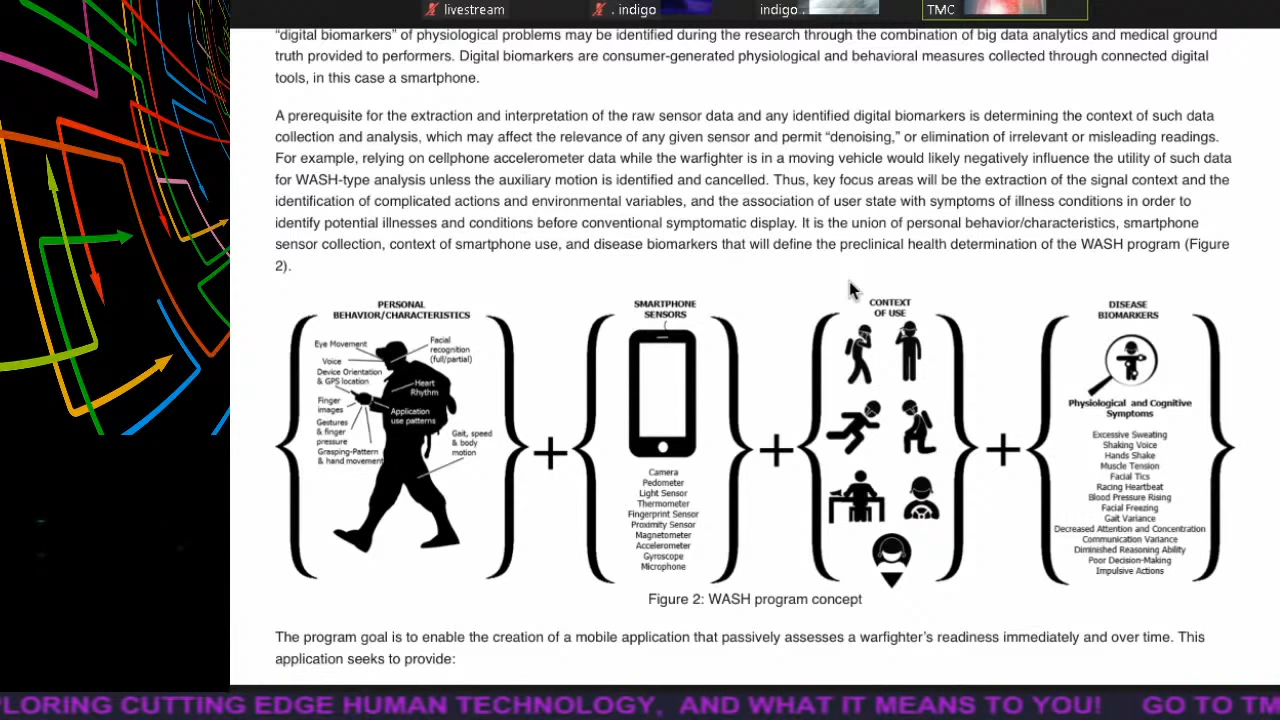 livestream
. indigo
indigo .
TMC
“digital biomarkers” of physiological problems may be identified during the research through the combination of big data analytics and medical ground
truth provided to performers. Digital biomarkers are consumer-generated physiological and behavioral measures collected through connected digital
tools, in this case a smartphone.
A prerequisite for the extraction and interpretation of the raw sensor data and any identified digital biomarkers is determining the context of such data
collection and analysis, which may affect the relevance of any given sensor and permit “denoising,” or elimination of irrelevant or misleading readings.
For example, relying on cellphone accelerometer data while the warfighter is in a moving vehicle would likely negatively influence the utility of such data
for WASH-type analysis unless the auxiliary motion is identified and cancelled. Thus, key focus areas will be the extraction of the signal context and the
identification of complicated actions and environmental variables, and the association of user state with symptoms of illness conditions in order to
identify potential illnesses and conditions before conventional symptomatic display. It is the union of personal behavior/characteristics, smartphone
sensor collection, context of smartphone use, and disease biomarkers that will define the preclinical health determination of the WASH program (Figure
2).
PERSONAL
BEHAVIOR/CHARACTERISTICS
Eye Movement
Voice
Device Orientation
& GPS location
Finger
images
Gestures
& finger
pressure
Grasping-Pattern
& hand movement
Facial
recognition
(full/partial)
Heart
Rhythm
Application
use patterns
Gait, speed
& body
motion
SMARTPHONE
SENSORS
Camera
Pedometer
Light Sensor
Thermometer
Fingerprint Sensor
Proximity Sensor
Magnetometer
Accelerometer
Gyroscope
Microphone
CONTEXT
OF USE
DISEASE
BIOMARKERS
Physiological and Cognitive
Symptoms
Excessive Sweating
Shaking Voice
Hands Shake
Muscle Tension
Facial Tics
Racing Heartbeat
Blood Pressure Rising
Facial Freezing
Gait Variance
Decreased Attention and Concentration
Communication Variance
Diminished Reasoning Ability
Poor Decision-Making
Impulsive Actions
Figure 2: WASH program concept
The program goal is to enable the creation of a mobile application that passively assesses a warfighter’s readiness immediately and over time. This
application seeks to provide:
LORING CUTTING EDGE HUMAN TECHNOLOGY, AND WHAT IT MEANS TO YOU! GO TO TM